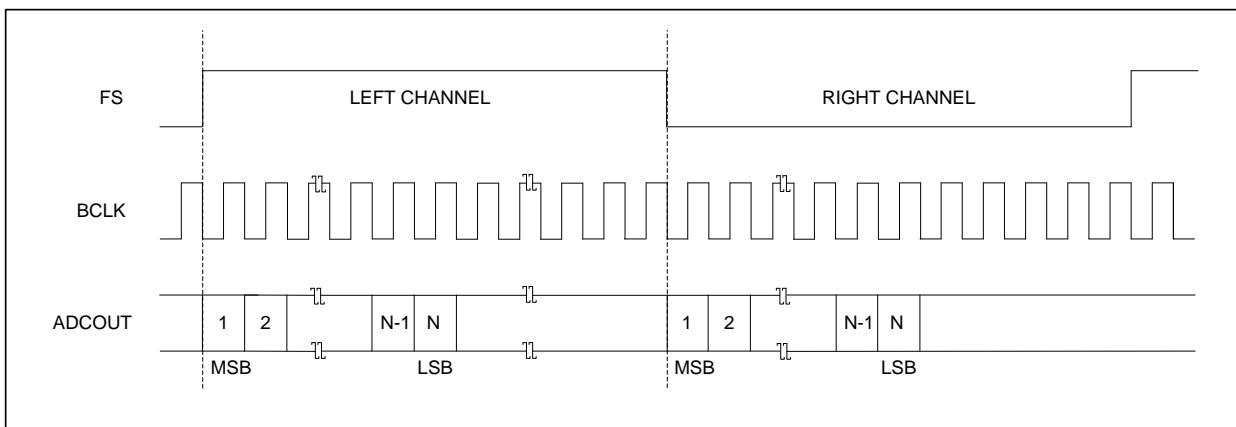 FS
LEFT CHANNEL
RIGHT CHANNEL
BCLK
ADCOUT
1 2 N-1 N 1 2 N-1 N
MSB LSB MSB LSB